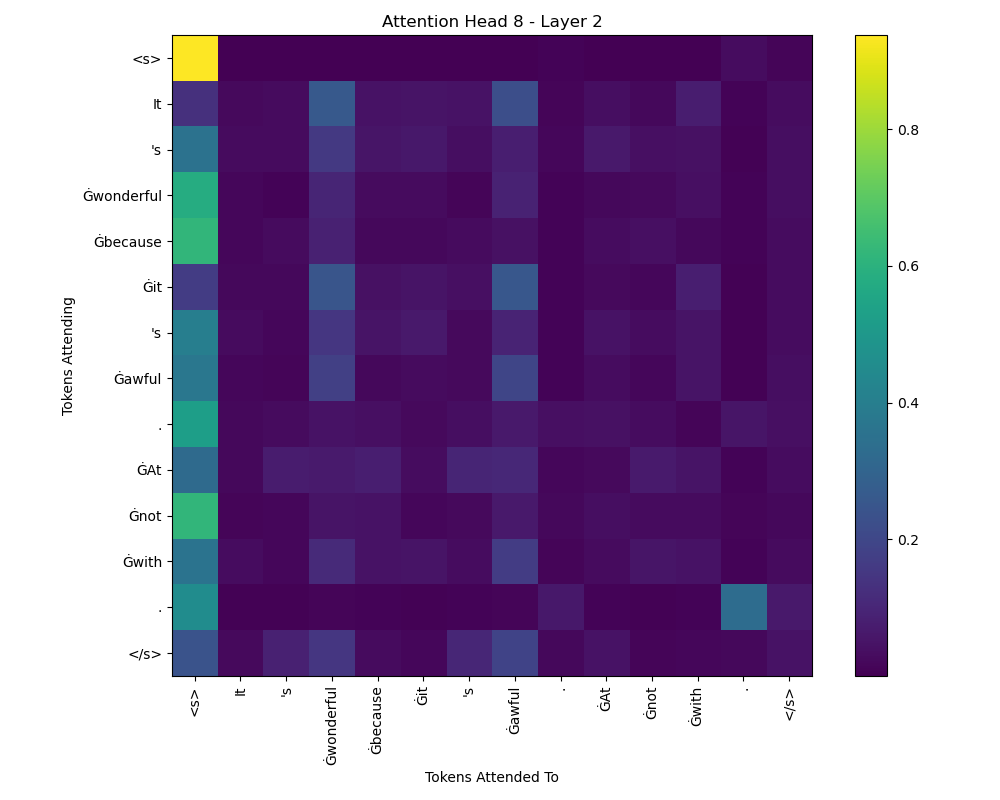 Attention Head 8 - Layer 2
Tokens Attending
<s>
It
's
Ġwonderful
Ġbecause
Ġit
's
Ġawful
.
ĠAt
Ġnot
Ġwith
.
</s>
<s>
It
's
Ġwonderful
Ġbecause
Ġit
's
Ġawful
.
ĠAt
Ġnot
Ġwith
.
</s>
Tokens Attended To
0.8
0.6
0.4
0.2